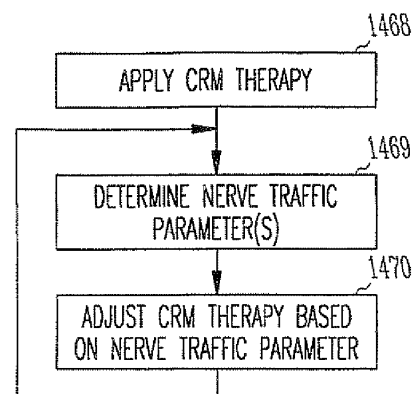 1468
APPLY CRM THERAPY
1469
DETERMINE NERVE TRAFFIC
PARAMETER(S)
1470
ADJUST CRM THERAPY BASED
ON NERVE TRAFFIC PARAMETER